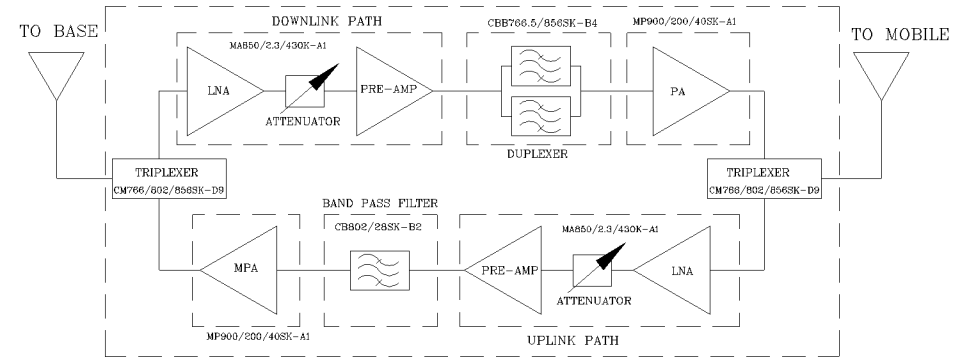 DOWNLINK PATH
CBB766.5/856SK-B4
MP900/200/40SK-A1
TO BASE
TO MOBILE
MA850/2.3/430K-A1
LNA
PRE-AMP
PA
ATTENUATOR
DUPLEXER
TRIPLEXER
CM766/802/856SK-D9
TRIPLEXER
CM766/802/856SK-D9
BAND PASS FILTER
CB802/28SK-B2
MA850/2.3/430K-A1
MPA
PRE-AMP
LNA
ATTENUATOR
MP900/200/40SK-A1
UPLINK PATH